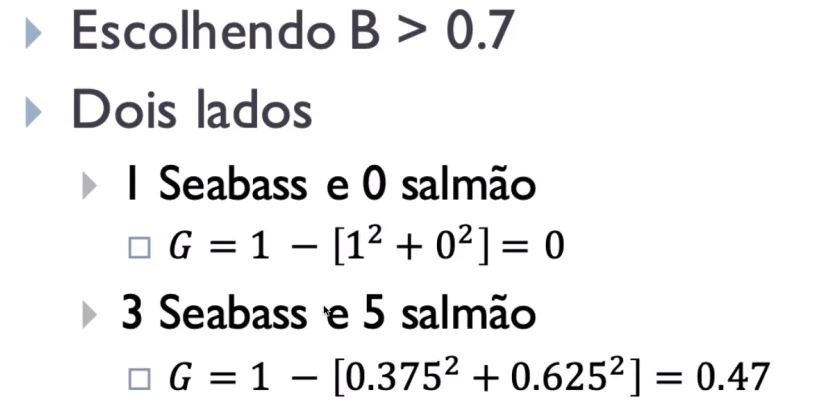 Escolhendo B > 0.7
Dois lados
1 Seabass e 0 salmão
G = 1 − [1² + 0²] = 0
3 Seabass e 5 salmão
G = 1 − [0.375² + 0.625²] = 0.47